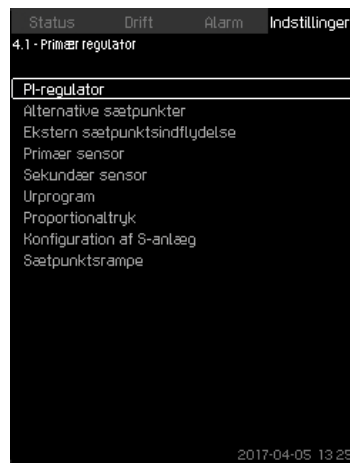 Status Drift Alarm Indstillinger
4.1 - Primær regulator
PI-regulator
Alternative sætpunkter
Ekstern sætpunktsindflydelse
Primær sensor
Sekundær sensor
Urprogram
Proportionaltryk
Konfiguration af S-anlæg
Sætpunktsrampe
2017-04-05 13:25